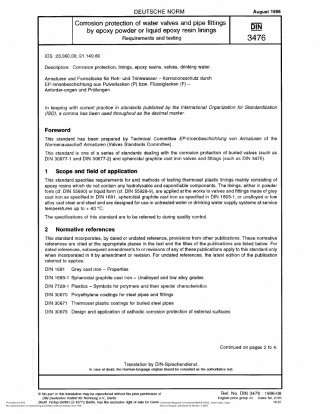 DEUTSCHE NORM
August 1996
Corrosion protection of water valves and pipe fittings
by epoxy powder or liquid epoxy resin linings
Requirements and testing
DIN
3476
ICS 23.060.00; 91.140.60
Descriptors: Corrosion protection, linings, epoxy resins, valves, drinking water.
Armaturen und Formstücke für Roh- und Trinkwasser – Korrosionsschutz durch
EP-Innenbeschichtung aus Pulverlacken (P) bzw. Flüssiglacken (F) –
Anforderungen und Prüfungen
In keeping with current practice in standards published by the International Organization for Standardization
(ISO), a comma has been used throughout as the decimal marker.
Foreword
This standard has been prepared by Technical Committee EP-Innenbeschichtung von Armaturen of the
Normenausschuß Armaturen (Valves Standards Committee).
This standard is one of a series of standards dealing with the corrosion protection of buried valves (such as
DIN 30677-1 and DIN 30677-2) and spheroidal graphite cast iron valves and fittings (such as DIN 3475).
1 Scope and field of application
This standard specifies requirements for and methods of testing thermoset plastic linings mainly consisting of
epoxy resins which do not contain any hydrolysable and saponifiable components. The linings, either in powder
form (cf. DIN 55690) or liquid form (cf. DIN 55928-9), are applied at the works to valves and fittings made of grey
cast iron as specified in DIN 1691, spheroidal graphite cast iron as specified in DIN 1693-1, or unalloyed or low
alloy cast steel and steel and are designed for use in untreated water or drinking water supply systems at service
temperatures up to + 40 °C.
The specifications of this standard are to be referred to during quality control.
2 Normative references
This standard incorporates, by dated or undated reference, provisions from other publications. These normative
references are cited at the appropriate places in the text and the titles of the publications are listed below. For
dated references, subsequent amendments to or revisions of any of these publications apply to this standard only
when incorporated in it by amendment or revision. For undated references, the latest edition of the publication
referred to applies.
DIN 1691 Grey cast iron – Properties
DIN 1693-1 Spheroidal graphite cast iron – Unalloyed and low alloy grades
DIN 7728-1 Plastics – Symbols for polymers and their special characteristics
DIN 30670 Polyethylene coatings for steel pipes and fittings
DIN 30671 Thermoset plastic coatings for buried steel pipes
DIN 30675 Design and application of cathodic corrosion protection of external surfaces
Continued on pages 2 to 4.
Translation by DIN-Sprachendienst.
In case of doubt, the German-language original should be consulted as the authoritative text.
No part of this translation may be reproduced without the prior permission of
DIN Deutsches Institut für Normung e.V., Berlin.
Beuth Verlag GmbH, Berlin, has the exclusive right of sale for German Standards
Ref. No. DIN 3476 : 1996-08